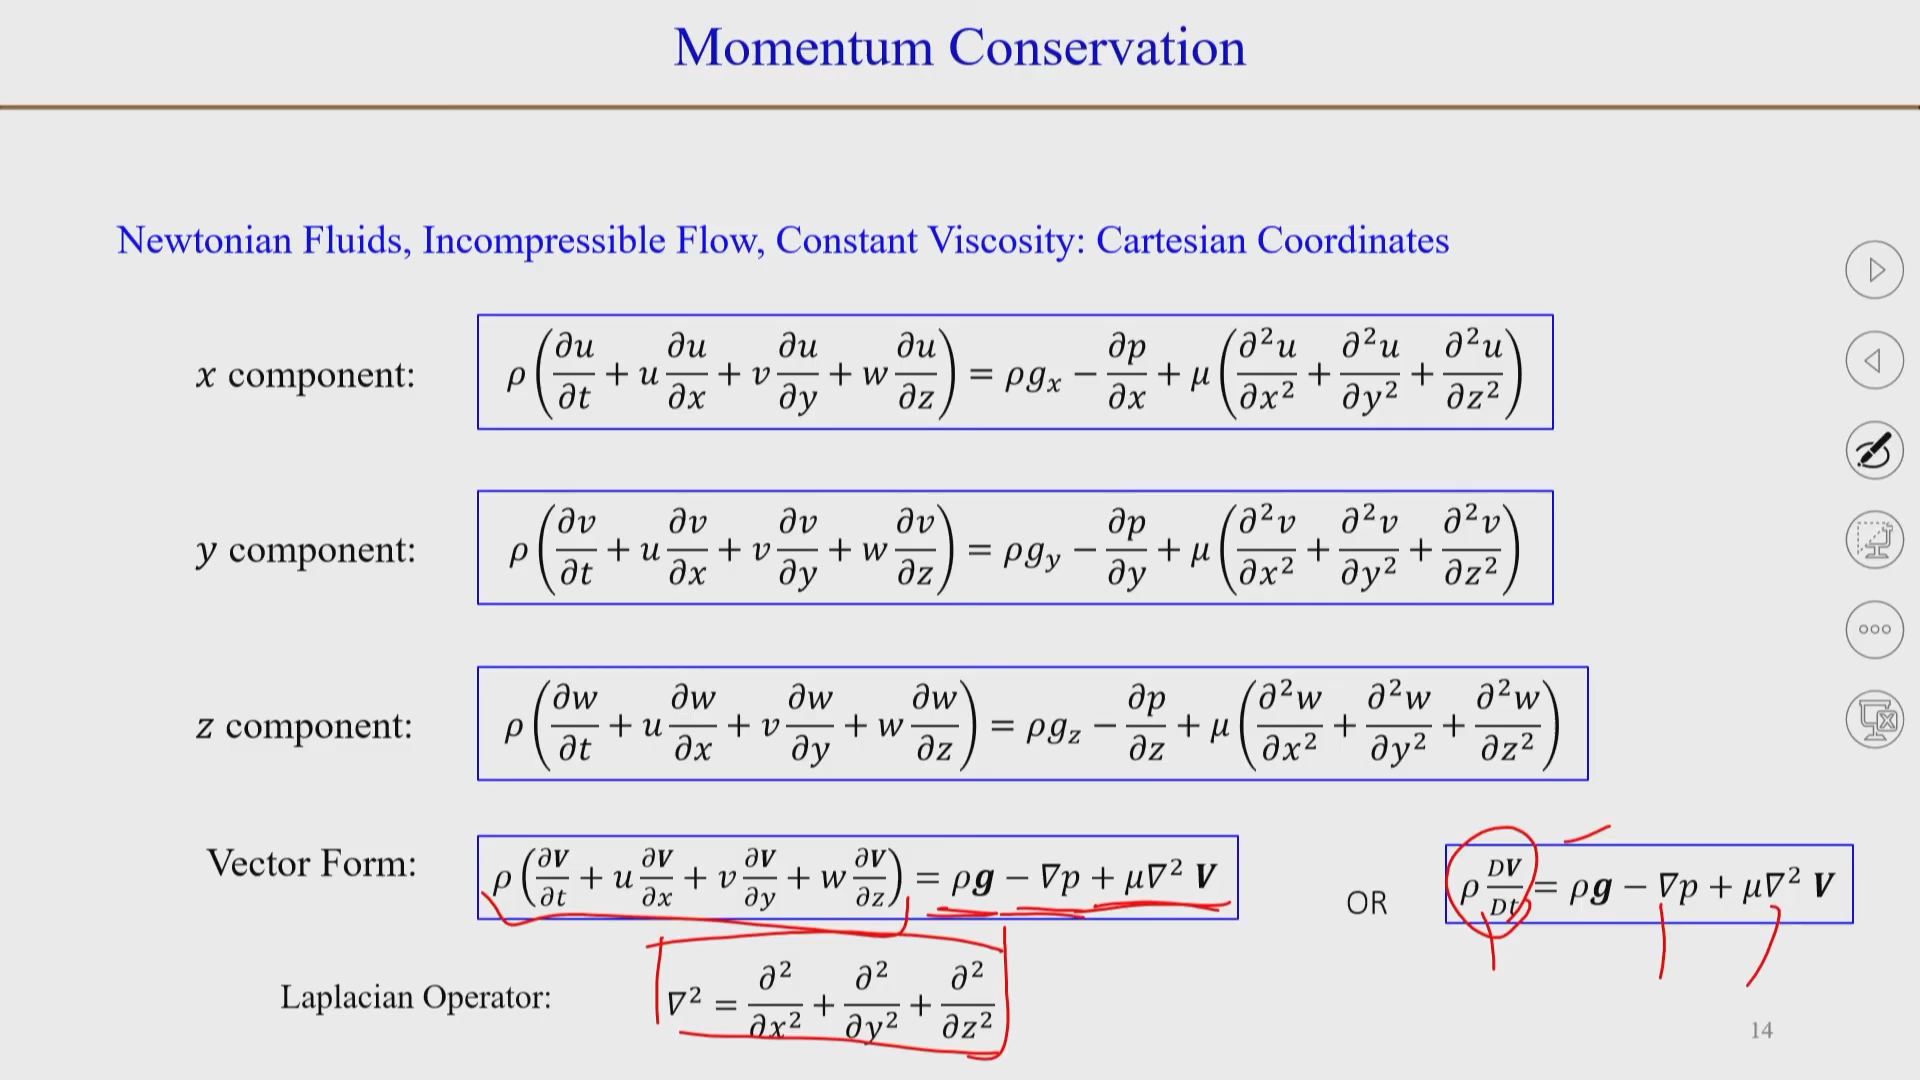 Momentum Conservation
Newtonian Fluids, Incompressible Flow, Constant Viscosity: Cartesian Coordinates
x component: ρ(∂u/∂t + u ∂u/∂x + v ∂u/∂y + w ∂u/∂z) = ρgₓ − ∂p/∂x + μ(∂²u/∂x² + ∂²u/∂y² + ∂²u/∂z²)
y component: ρ(∂v/∂t + u ∂v/∂x + v ∂v/∂y + w ∂v/∂z) = ρg_y − ∂p/∂y + μ(∂²v/∂x² + ∂²v/∂y² + ∂²v/∂z²)
z component: ρ(∂w/∂t + u ∂w/∂x + v ∂w/∂y + w ∂w/∂z) = ρg_z − ∂p/∂z + μ(∂²w/∂x² + ∂²w/∂y² + ∂²w/∂z²)
Vector Form: ρ(∂V/∂t + u ∂V/∂x + v ∂V/∂y + w ∂V/∂z) = ρg − ∇p + μ∇² V OR ρ DV/Dt = ρg − ∇p + μ∇² V
Laplacian Operator: ∇² = ∂²/∂x² + ∂²/∂y² + ∂²/∂z²
14